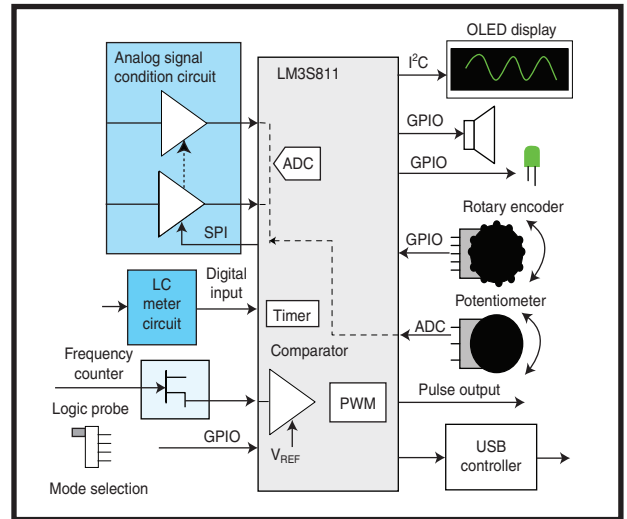 Analog signal
condition circuit
SPI
LC
meter
circuit
Digital
input
Frequency
counter
Logic probe
GPIO
Mode selection
LM3S811
ADC
Timer
Comparator
PWM
V_REF
I²C
OLED display
GPIO
GPIO
Rotary encoder
GPIO
Potentiometer
ADC
Pulse output
USB
controller